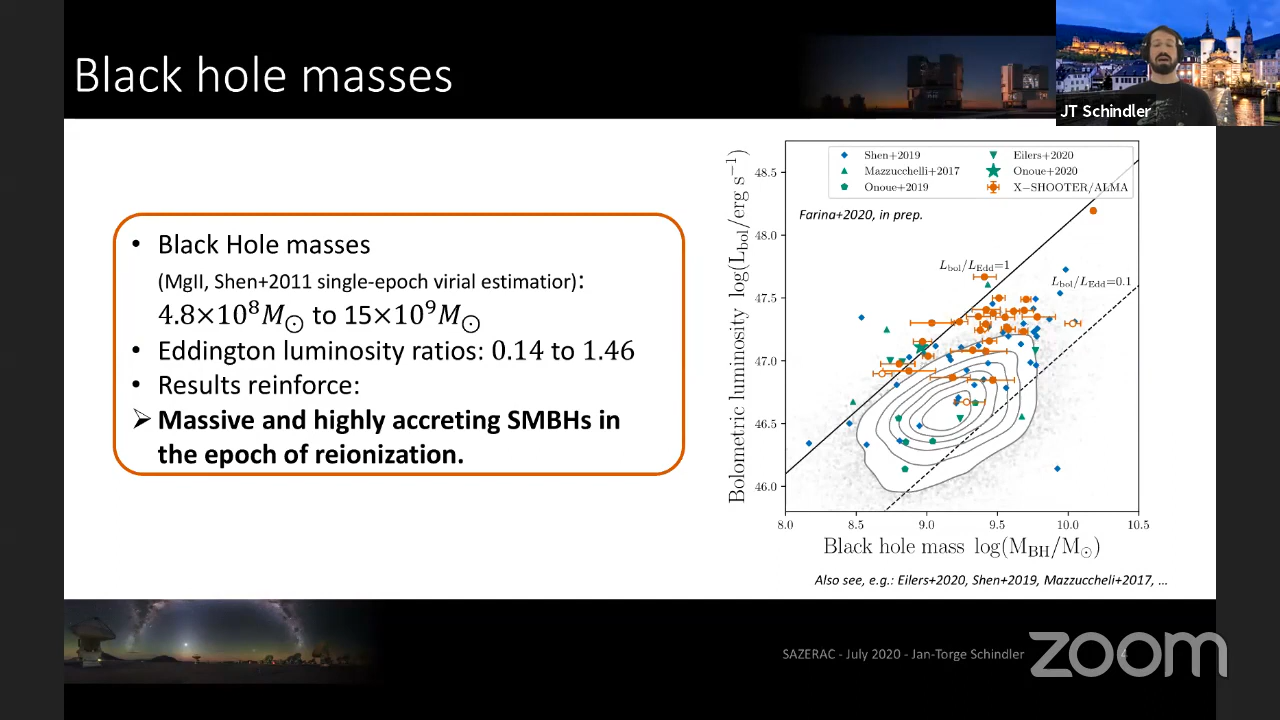 Black hole masses
JT Schindler
• Black Hole masses
(MgII, Shen+2011 single-epoch virial estimatior):
4.8×10⁸M☉ to 15×10⁹M☉
• Eddington luminosity ratios: 0.14 to 1.46
• Results reinforce:
➢ Massive and highly accreting SMBHs in
the epoch of reionization.
Shen+2019
Mazzucchelli+2017
Onoue+2019
Eilers+2020
Onoue+2020
X−SHOOTER/ALMA
Farina+2020, in prep.
L_bol/L_Edd=1
L_bol/L_Edd=0.1
Bolometric luminosity log(L_bol/erg s⁻¹)
48.5
48.0
47.5
47.0
46.5
46.0
8.0 8.5 9.0 9.5 10.0 10.5
Black hole mass log(M_BH/M☉)
Also see, e.g.: Eilers+2020, Shen+2019, Mazzuccheli+2017, ...
SAZERAC - July 2020 - Jan-Torge Schindler
4
zoom